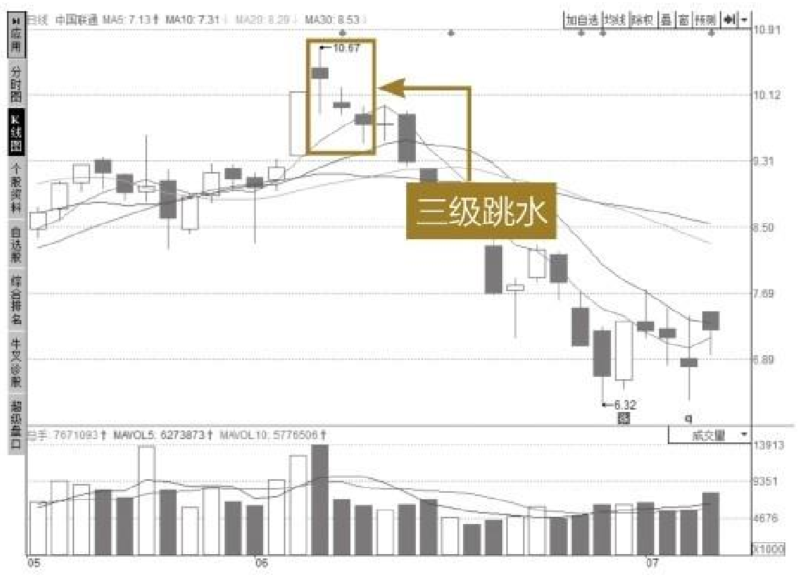 日线 中国联通 MA5: 7.13↑ MA10: 7.31↓ MA20: 8.29↓ MA30: 8.53↓
加自选 均线 除权 叠 窗 预测
应用
分时图
K线图
个股资料
自选股
综合排名
牛叉诊股
超级盘口
10.67
三级跳水
6.32
q
10.91
10.12
9.31
8.50
7.69
6.89
总手: 7671093↑ MAVOL5: 6273873↑ MAVOL10: 5776506↑
成交量
13913
9351
4676
X1000
05
06
07